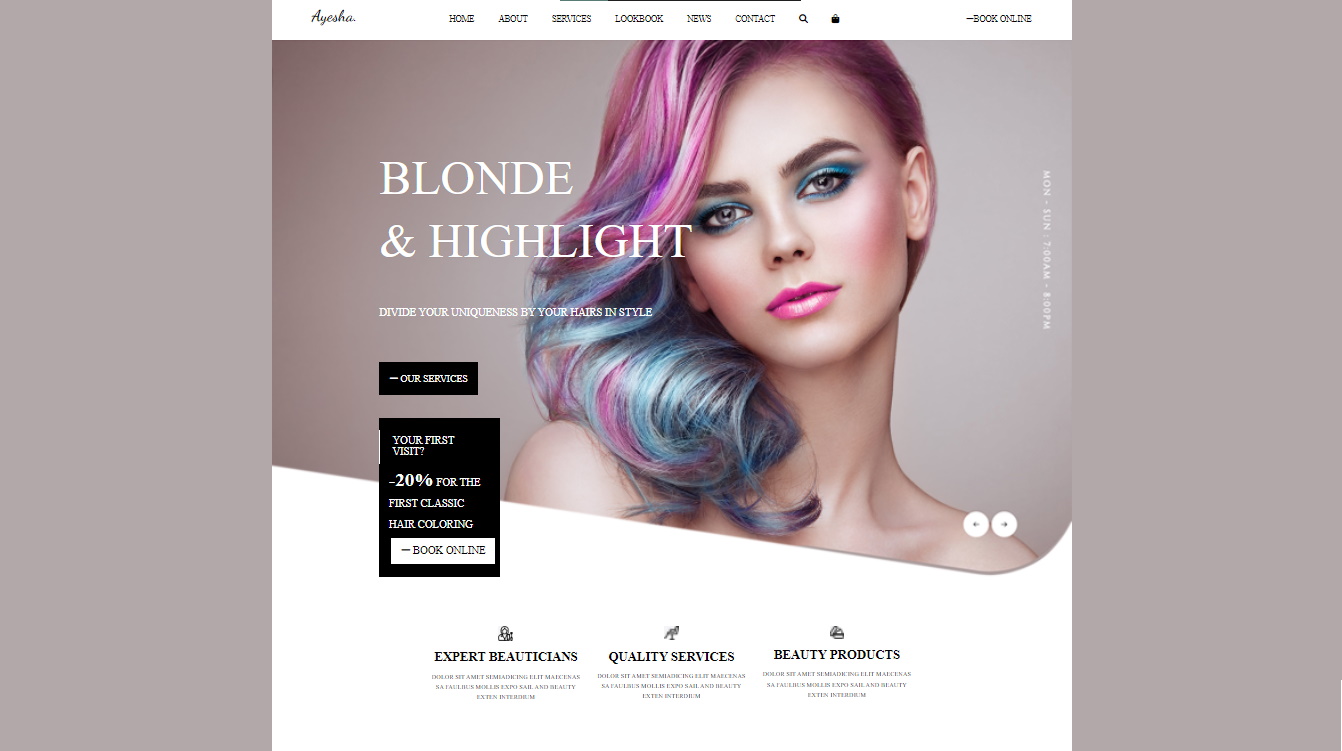 Ayesha.
HOME ABOUT SERVICES LOOKBOOK NEWS CONTACT
—BOOK ONLINE
BLONDE
& HIGHLIGHT
DIVIDE YOUR UNIQUENESS BY YOUR HAIRS IN STYLE
— OUR SERVICES
MON - SUN : 7:00AM - 8:00PM
YOUR FIRST
VISIT?
–20% FOR THE
FIRST CLASSIC
HAIR COLORING
— BOOK ONLINE
EXPERT BEAUTICIANS
DOLOR SIT AMET SEMIADICING ELIT MAECENAS
SA FAULIBUS MOLLIS EXPO SAIL AND BEAUTY
EXTEN INTERDIUM
QUALITY SERVICES
DOLOR SIT AMET SEMIADICING ELIT MAECENAS
SA FAULIBUS MOLLIS EXPO SAIL AND BEAUTY
EXTEN INTERDIUM
BEAUTY PRODUCTS
DOLOR SIT AMET SEMIADICING ELIT MAECENAS
SA FAULIBUS MOLLIS EXPO SAIL AND BEAUTY
EXTEN INTERDIUM